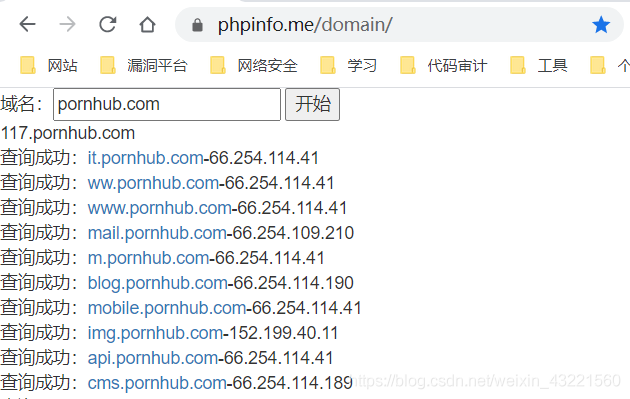 phpinfo.me/domain/
网站 漏洞平台 网络安全 学习 代码审计 工具 个
域名： pornhub.com 开始
117.pornhub.com
查询成功：it.pornhub.com-66.254.114.41
查询成功：ww.pornhub.com-66.254.114.41
查询成功：www.pornhub.com-66.254.114.41
查询成功：mail.pornhub.com-66.254.109.210
查询成功：m.pornhub.com-66.254.114.41
查询成功：blog.pornhub.com-66.254.114.190
查询成功：mobile.pornhub.com-66.254.114.41
查询成功：img.pornhub.com-152.199.40.11
查询成功：api.pornhub.com-66.254.114.41
查询成功：cms.pornhub.com-66.254.114.189
https://blog.csdn.net/weixin_43221560